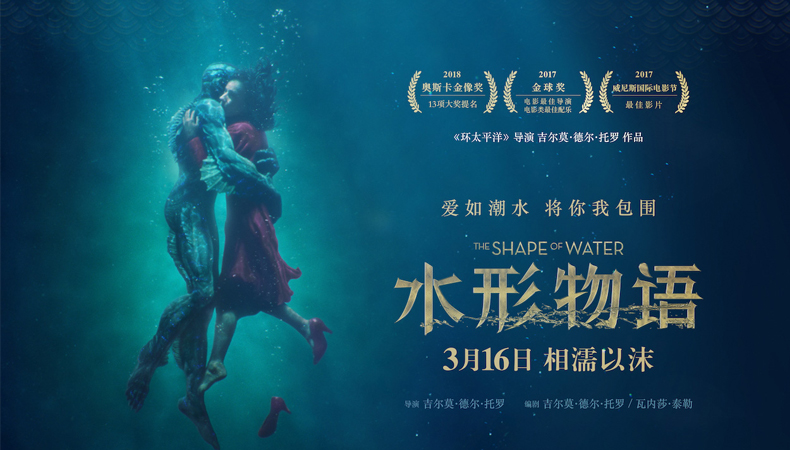 2018
奥斯卡金像奖
13项大奖提名
2017
金球奖
电影最佳导演
电影类最佳配乐
2017
威尼斯国际电影节
最佳影片
《环太平洋》导演 吉尔莫·德尔·托罗 作品
爱如潮水 将你我包围
THE SHAPE OF WATER
水形物语
3月16日 相濡以沫
导演 吉尔莫·德尔·托罗 编剧 吉尔莫·德尔·托罗 / 瓦内莎·泰勒